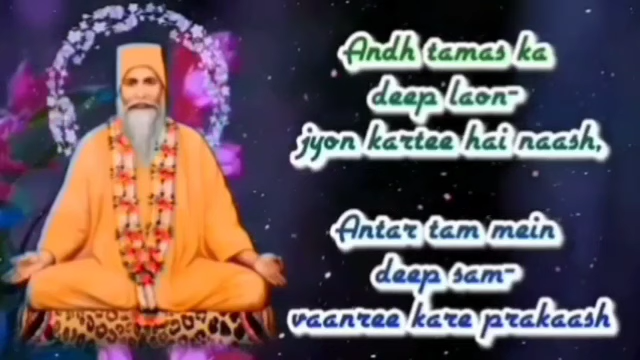 Andh tamas ka
deep laon-
jyon kartee hai naash,
Antar tam mein
deep sam-
vaanree kare prakaash